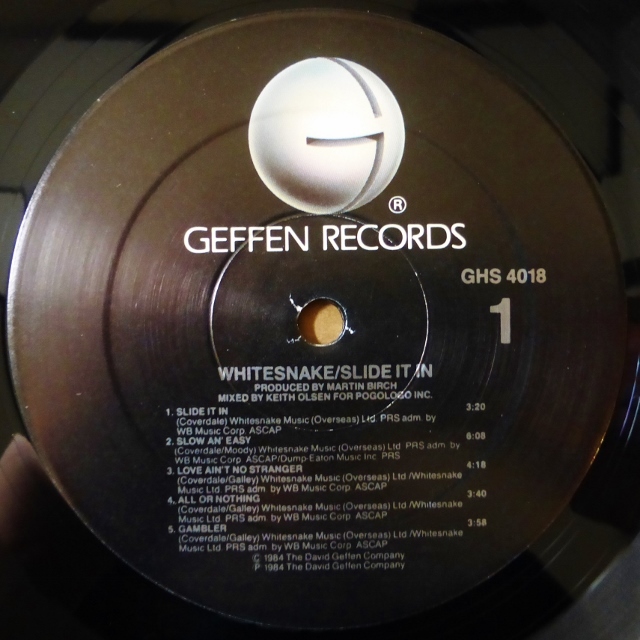 G
®
GEFFEN RECORDS
GHS 4018
1
WHITESNAKE/SLIDE IT IN
PRODUCED BY MARTIN BIRCH
MIXED BY KEITH OLSEN FOR POGOLOGO INC.
1. SLIDE IT IN 3:20
(Coverdale) Whitesnake Music (Overseas) Ltd. PRS adm. by
WB Music Corp. ASCAP
2. SLOW AN' EASY 6:08
(Coverdale/Moody) Whitesnake Music (Overseas) Ltd. PRS adm. by
WB Music Corp. ASCAP/Dump Eaton Music Inc. PRS
3. LOVE AIN'T NO STRANGER 4:18
(Coverdale/Galley) Whitesnake Music (Overseas) Ltd./Whitesnake
Music Ltd. PRS adm. by WB Music Corp. ASCAP
4. ALL OR NOTHING 3:40
(Coverdale/Galley) Whitesnake Music (Overseas) Ltd./Whitesnake
Music Ltd. PRS adm. by WB Music Corp. ASCAP
5. GAMBLER 3:58
(Coverdale/Galley) Whitesnake Music (Overseas) Ltd./Whitesnake
Music Ltd. PRS adm. by WB Music Corp. ASCAP
© 1984 The David Geffen Company
℗ 1984 The David Geffen Company